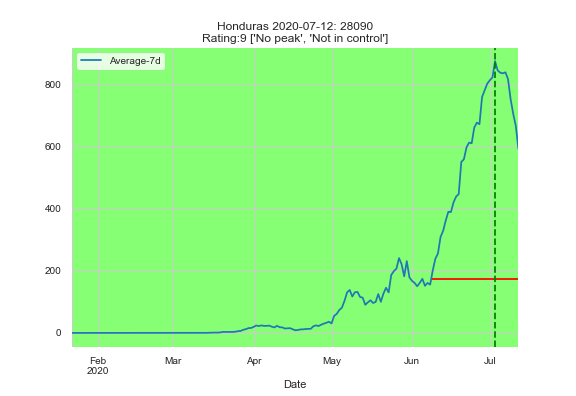 Honduras 2020-07-12: 28090
Rating:9 ['No peak', 'Not in control']
Average-7d
800
600
400
200
0
Feb
2020
Mar
Apr
May
Jun
Jul
Date